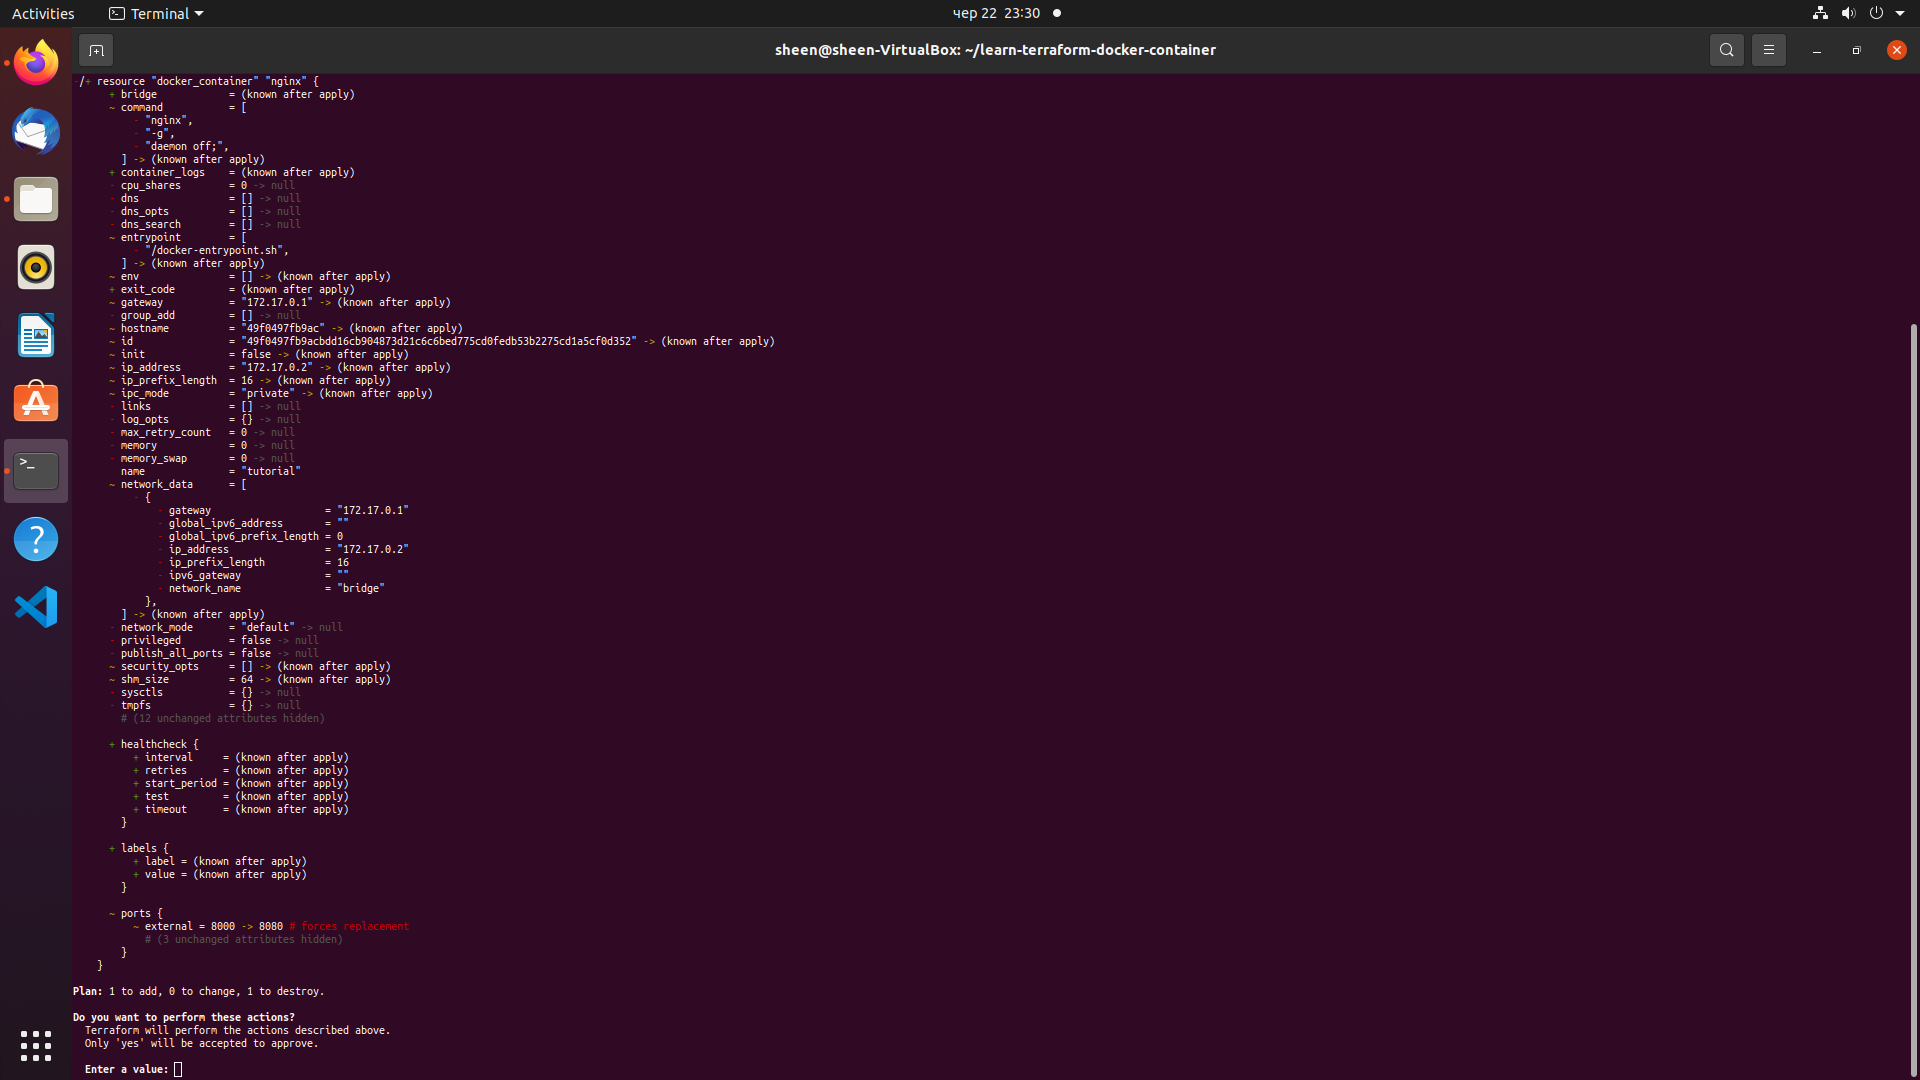 Activities
Terminal
чер 22 23:30
sheen@sheen-VirtualBox: ~/learn-terraform-docker-container
-/+ resource "docker_container" "nginx" {
+ bridge = (known after apply)
~ command = [
- "nginx",
- "-g",
- "daemon off;",
] -> (known after apply)
+ container_logs = (known after apply)
- cpu_shares = 0 -> null
- dns = [] -> null
- dns_opts = [] -> null
- dns_search = [] -> null
~ entrypoint = [
- "/docker-entrypoint.sh",
] -> (known after apply)
~ env = [] -> (known after apply)
+ exit_code = (known after apply)
~ gateway = "172.17.0.1" -> (known after apply)
- group_add = [] -> null
~ hostname = "49f0497fb9ac" -> (known after apply)
~ id = "49f0497fb9acbdd16cb904873d21c6c6bed775cd0fedb53b2275cd1a5cf0d352" -> (known after apply)
~ init = false -> (known after apply)
~ ip_address = "172.17.0.2" -> (known after apply)
~ ip_prefix_length = 16 -> (known after apply)
~ ipc_mode = "private" -> (known after apply)
- links = [] -> null
- log_opts = {} -> null
- max_retry_count = 0 -> null
- memory = 0 -> null
- memory_swap = 0 -> null
name = "tutorial"
~ network_data = [
- {
- gateway = "172.17.0.1"
- global_ipv6_address = ""
- global_ipv6_prefix_length = 0
- ip_address = "172.17.0.2"
- ip_prefix_length = 16
- ipv6_gateway = ""
- network_name = "bridge"
},
] -> (known after apply)
- network_mode = "default" -> null
- privileged = false -> null
- publish_all_ports = false -> null
~ security_opts = [] -> (known after apply)
~ shm_size = 64 -> (known after apply)
- sysctls = {} -> null
- tmpfs = {} -> null
# (12 unchanged attributes hidden)
+ healthcheck {
+ interval = (known after apply)
+ retries = (known after apply)
+ start_period = (known after apply)
+ test = (known after apply)
+ timeout = (known after apply)
}
+ labels {
+ label = (known after apply)
+ value = (known after apply)
}
~ ports {
~ external = 8000 -> 8080 # forces replacement
# (3 unchanged attributes hidden)
}
}
Plan: 1 to add, 0 to change, 1 to destroy.
Do you want to perform these actions?
Terraform will perform the actions described above.
Only 'yes' will be accepted to approve.
Enter a value: